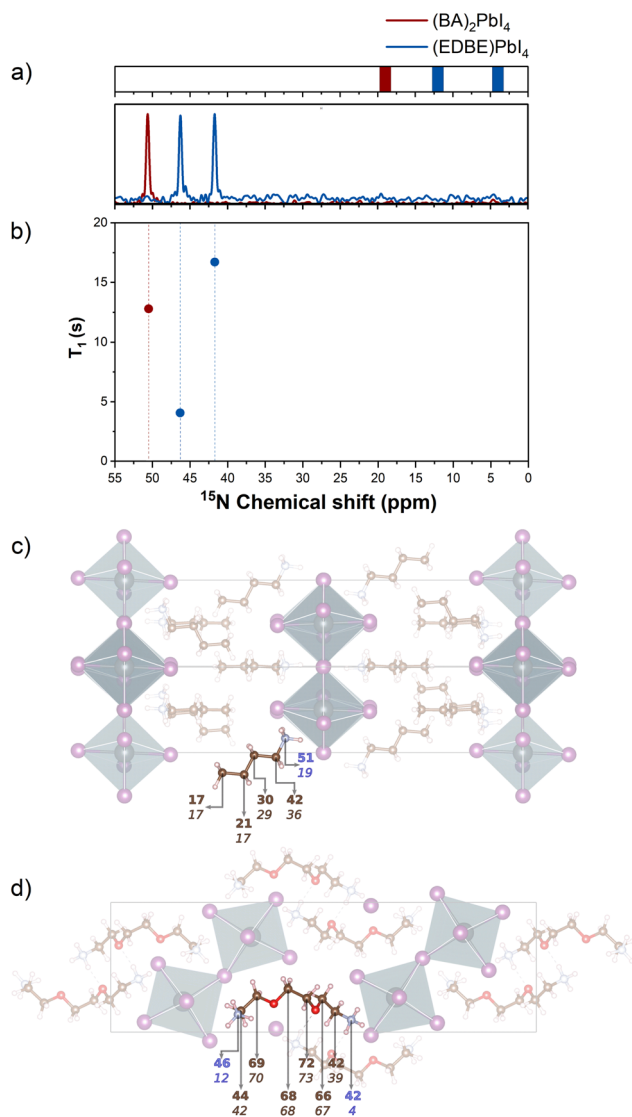 (BA)₂PbI₄
(EDBE)PbI₄
a)
b)
20
15
10
5
0
T₁ (s)
55 50 45 40 35 30 25 20 15 10 5 0
¹⁵N Chemical shift (ppm)
c)
51
19
17 30 42
17 29 36
21
17
d)
46 69 72 42 42
12 70 73 39 4
44 68 66
42 68 67